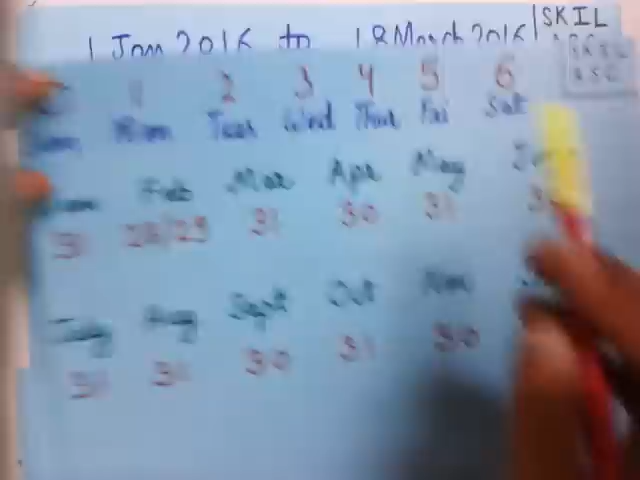 SKIL
1 Jan 2016 to 18 March 2016
1 2 3 4 5 6
Sun Mon Tues Wed Thur Fri Sat
Jan Feb Mar Apr May
31 28/29 31 30 31
July Aug Sept Oct Nov
31 31 30 31 30